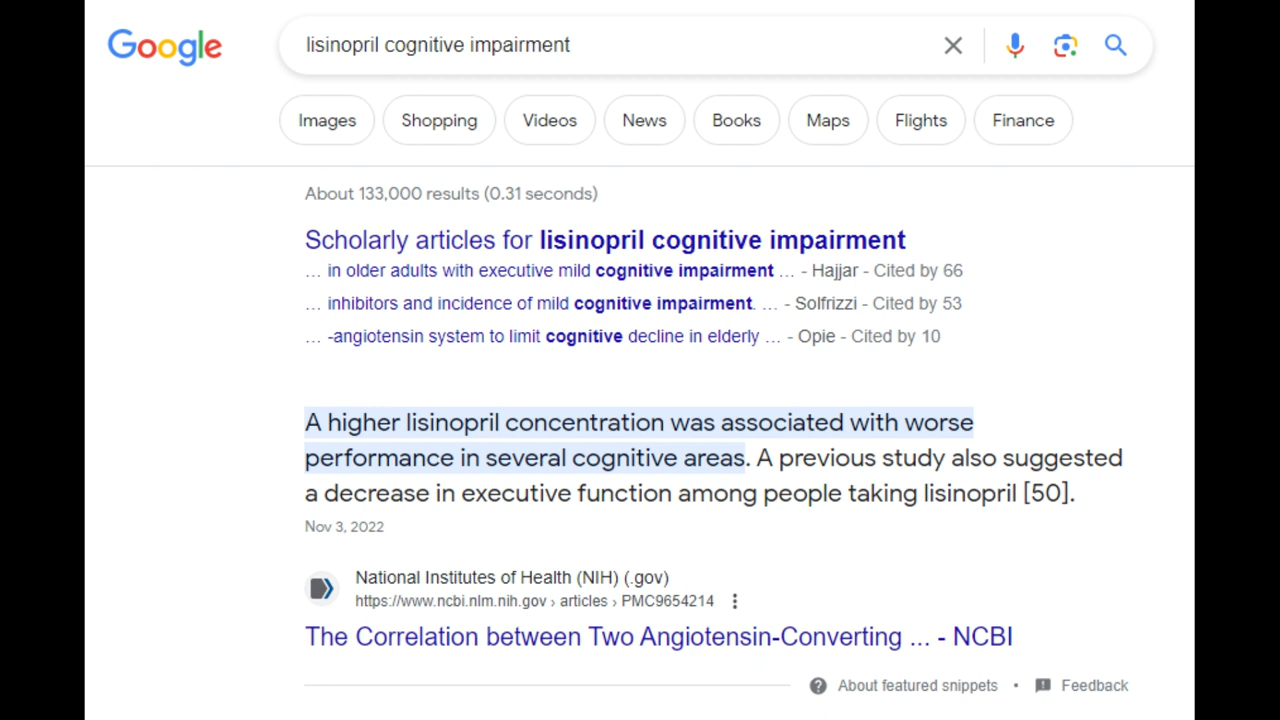 Google
lisinopril cognitive impairment
Images Shopping Videos News Books Maps Flights Finance
About 133,000 results (0.31 seconds)
Scholarly articles for lisinopril cognitive impairment
... in older adults with executive mild cognitive impairment ... - Hajjar - Cited by 66
... inhibitors and incidence of mild cognitive impairment. ... - Solfrizzi - Cited by 53
... -angiotensin system to limit cognitive decline in elderly ... - Opie - Cited by 10
A higher lisinopril concentration was associated with worse
performance in several cognitive areas. A previous study also suggested
a decrease in executive function among people taking lisinopril [50].
Nov 3, 2022
National Institutes of Health (NIH) (.gov)
https://www.ncbi.nlm.nih.gov › articles › PMC9654214
The Correlation between Two Angiotensin-Converting ... - NCBI
About featured snippets • Feedback